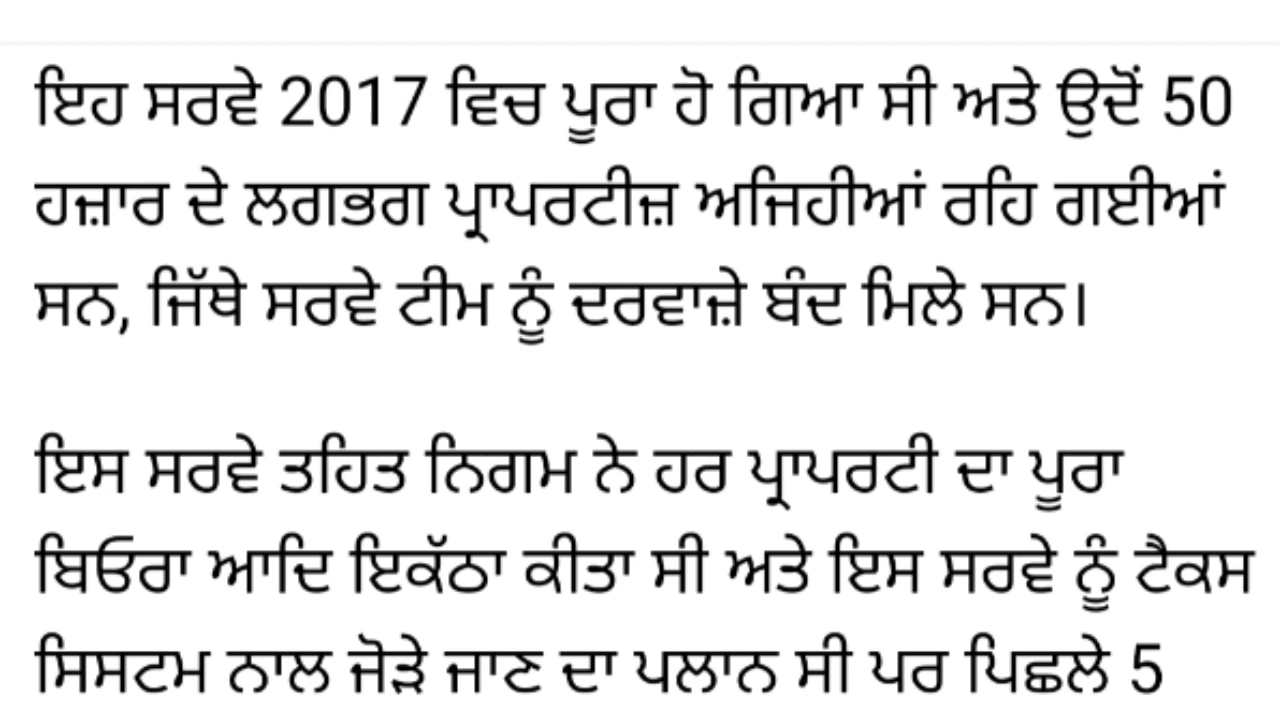 ਇਹ ਸਰਵੇ 2017 ਵਿਚ ਪੂਰਾ ਹੋ ਗਿਆ ਸੀ ਅਤੇ ਉਦੋਂ 50
ਹਜ਼ਾਰ ਦੇ ਲਗਭਗ ਪ੍ਰਾਪਰਟੀਜ਼ ਅਜਿਹੀਆਂ ਰਹਿ ਗਈਆਂ
ਸਨ, ਜਿੱਥੇ ਸਰਵੇ ਟੀਮ ਨੂੰ ਦਰਵਾਜ਼ੇ ਬੰਦ ਮਿਲੇ ਸਨ।
ਇਸ ਸਰਵੇ ਤਹਿਤ ਨਿਗਮ ਨੇ ਹਰ ਪ੍ਰਾਪਰਟੀ ਦਾ ਪੂਰਾ
ਬਿਓਰਾ ਆਦਿ ਇਕੱਠਾ ਕੀਤਾ ਸੀ ਅਤੇ ਇਸ ਸਰਵੇ ਨੂੰ ਟੈਕਸ
ਸਿਸਟਮ ਨਾਲ ਜੋੜੇ ਜਾਣ ਦਾ ਪਲਾਨ ਸੀ ਪਰ ਪਿਛਲੇ 5